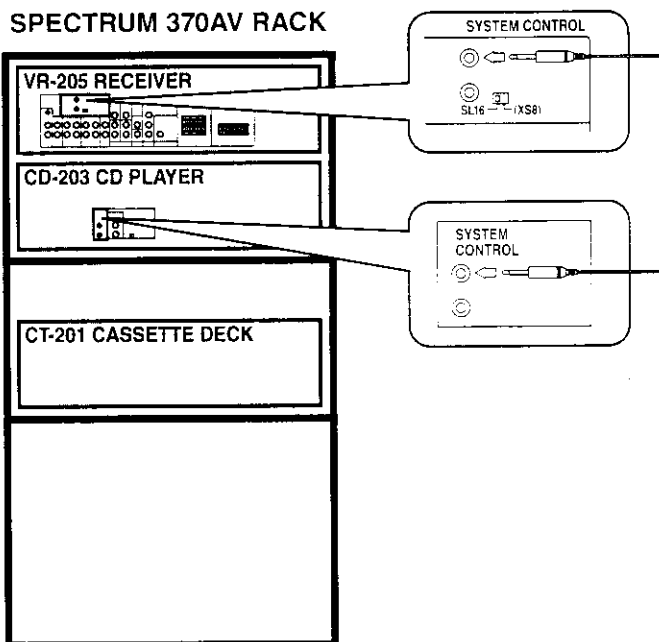 SPECTRUM 370AV RACK
SYSTEM CONTROL
VR-205 RECEIVER
SL16 (XS8)
CD-203 CD PLAYER
SYSTEM
CONTROL
CT-201 CASSETTE DECK